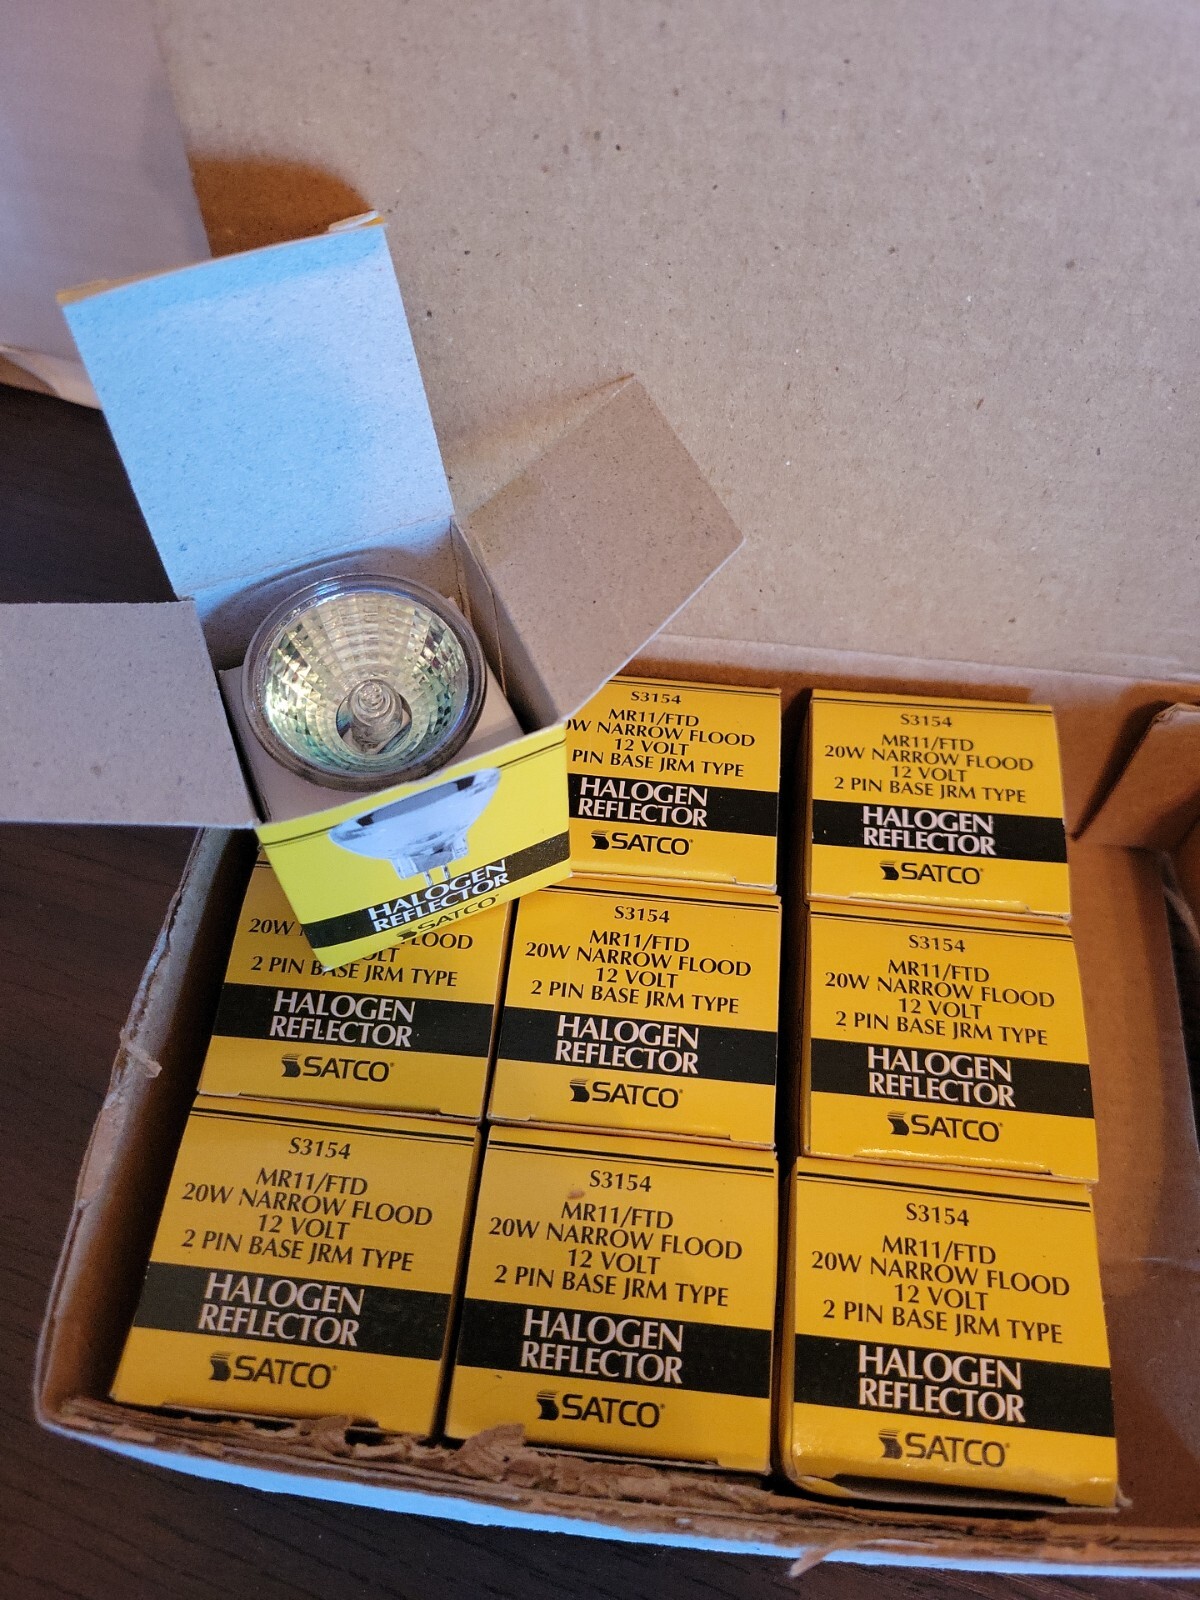 HALOGEN
REFLECTOR
SATCO
S3154
MR11/FTD
NARROW FLOOD
12 VOLT
PIN BASE JRM TYPE
HALOGEN
REFLECTOR
SATCO
S3154
MR11/FTD
20W NARROW FLOOD
12 VOLT
2 PIN BASE JRM TYPE
HALOGEN
REFLECTOR
SATCO
20W
2 PIN BASE JRM TYPE
HALOGEN
REFLECTOR
SATCO
S3154
MR11/FTD
20W NARROW FLOOD
12 VOLT
2 PIN BASE JRM TYPE
HALOGEN
REFLECTOR
SATCO
S3154
MR11/FTD
20W NARROW FLOOD
12 VOLT
2 PIN BASE JRM TYPE
HALOGEN
REFLECTOR
SATCO
S3154
MR11/FTD
20W NARROW FLOOD
12 VOLT
2 PIN BASE JRM TYPE
HALOGEN
REFLECTOR
SATCO
S3154
MR11/FTD
20W NARROW FLOOD
12 VOLT
2 PIN BASE JRM TYPE
HALOGEN
REFLECTOR
SATCO
S3154
MR11/FTD
20W NARROW FLOOD
12 VOLT
2 PIN BASE JRM TYPE
HALOGEN
REFLECTOR
SATCO